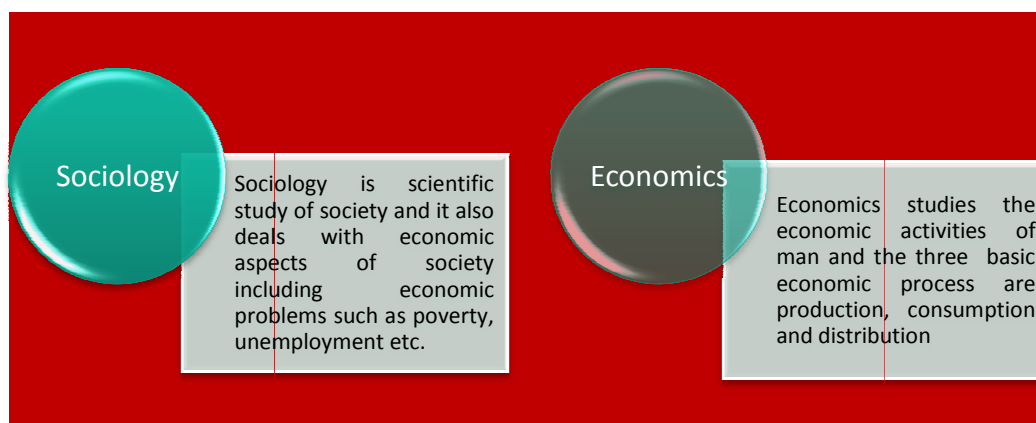 Sociology
Sociology is scientific
study of society and it also
deals with economic
aspects of society
including economic
problems such as poverty,
unemployment etc.
Economics
Economics studies the
economic activities of
man and the three basic
economic process are
production, consumption
and distribution